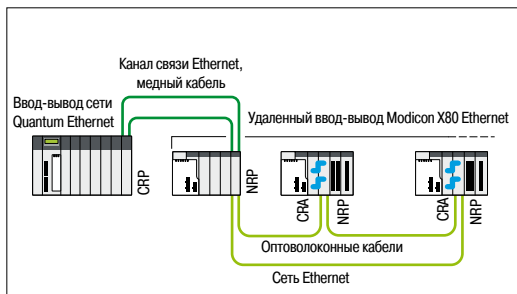 Канал связи Ethernet,
медный кабель
Ввод-вывод сети
Quantum Ethernet
Удаленный ввод-вывод Modicon X80 Ethernet
CRP
NRP
CRA
NRP
CRA
NRP
Оптоволоконные кабели
Сеть Ethernet